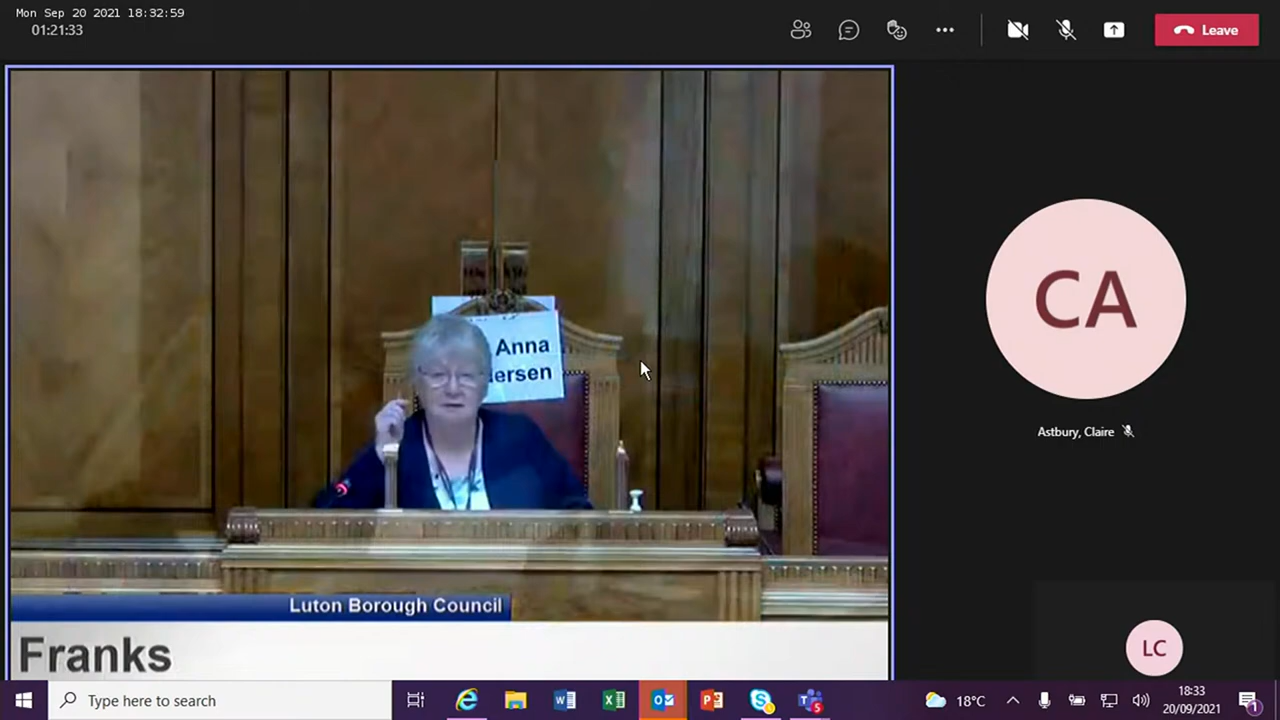 Mon Sep 20 2021 18:32:59
01:21:33
Leave
Anna
ersen
CA
Astbury, Claire
Luton Borough Council
Franks
LC
Type here to search
18°C
18:33
20/09/2021